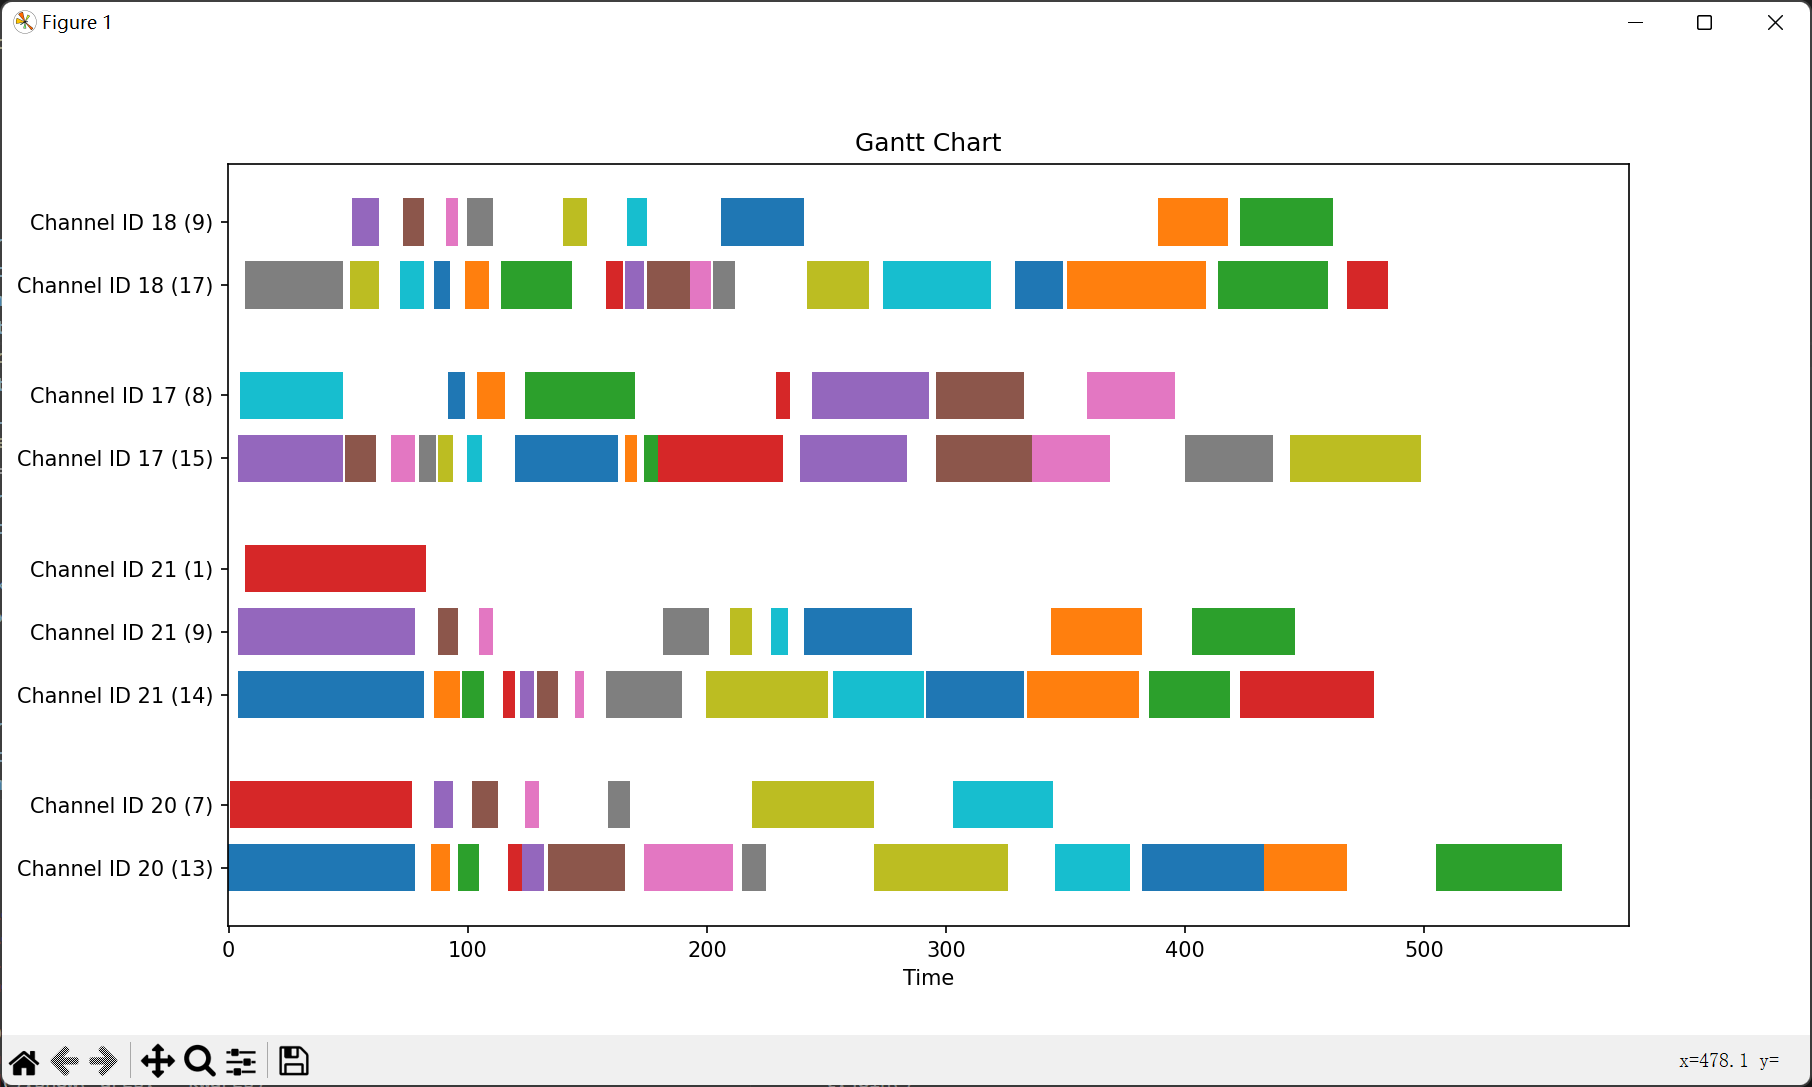 Figure 1
Gantt Chart
Channel ID 18 (9)
Channel ID 18 (17)
Channel ID 17 (8)
Channel ID 17 (15)
Channel ID 21 (1)
Channel ID 21 (9)
Channel ID 21 (14)
Channel ID 20 (7)
Channel ID 20 (13)
0 100 200 300 400 500
Time
x=478.1 y=